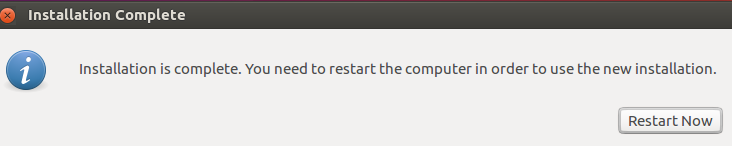 Installation Complete
Installation is complete. You need to restart the computer in order to use the new installation.
Restart Now